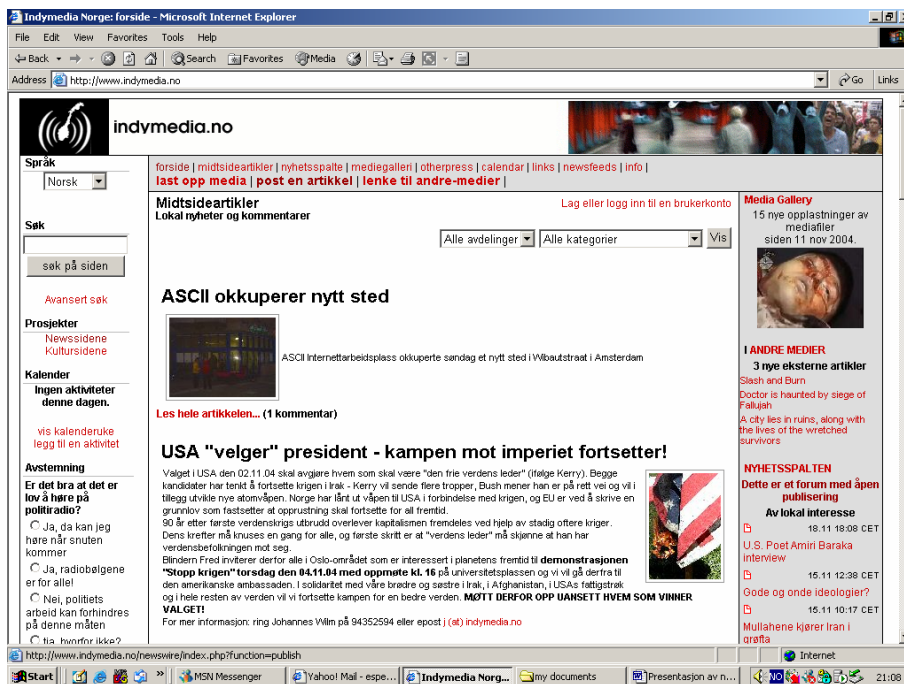 Indymedia Norge: forside - Microsoft Internet Explorer
File Edit View Favorites Tools Help
Back Search Favorites Media
Address http://www.indymedia.no Go Links
indymedia.no
Språk
Norsk
Søk
søk på siden
Avansert søk
Prosjekter
Newssidene
Kultursidene
Kalender
Ingen aktiviteter
denne dagen.
vis kalenderuke
legg til en aktivitet
Avstemning
Er det bra at det er
lov å høre på
politiradio?
Ja, da kan jeg
høre når snuten
kommer
Ja, radiobølgene
er for alle!
Nei, politiets
arbeid kan forhindres
på denne måten
tja, hvorfor ikke?
forside | midtsideartikler | nyhetsspalte | mediegalleri | otherpress | calendar | links | newsfeeds | info |
last opp media | post en artikkel | lenke til andre-medier |
Midtsideartikler
Lokal nyheter og kommentarer
Lag eller logg inn til en brukerkonto
Alle avdelinger Alle kategorier Vis
ASCII okkuperer nytt sted
ASCII Internettarbeidsplass okkuperte søndag et nytt sted i Wibautstraat i Amsterdam
Les hele artikkelen... (1 kommentar)
USA "velger" president - kampen mot imperiet fortsetter!
Valget i USA den 02.11.04 skal avgjøre hvem som skal være "den frie verdens leder" (ifølge Kerry). Begge
kandidater har tenkt å fortsette krigen i Irak - Kerry vil sende flere tropper, Bush mener han er på rett vei og vil i
tillegg utvikle nye atomvåpen. Norge har lånt ut våpen til USA i forbindelse med krigen, og EU er ved å skrive en
grunnlov som fastsetter at opprustning skal fortsette for all fremtid.
90 år etter første verdenskrigs utbrudd overlever kapitalismen fremdeles ved hjelp av stadig oftere kriger.
Dens krefter må knuses en gang for alle, og første skritt er at "verdens leder" må skjønne at han har
verdensbefolkningen mot seg.
Blindern Fred inviterer derfor alle i Oslo-området som er interessert i planetens fremtid til demonstrasjonen
"Stopp krigen" torsdag den 04.11.04 med oppmøte kl. 16 på universitetsplassen og vi vil gå derfra til
den amerikanske ambassaden. I solidaritet med våre brødre og søstre i Irak, i Afghanistan, i USAs fattigstrøk
og i hele resten av verden vil vi fortsette kampen for en bedre verden. MØTT DERFOR OPP UANSETT HVEM SOM VINNER
VALGET!
For mer informasjon: ring Johannes Wilm på 94352594 eller epost j (at) indymedia.no
Media Gallery
15 nye opplastninger av
mediafiler
siden 11 nov 2004.
I ANDRE MEDIER
3 nye eksterne artikler
Slash and Burn
Doctor is haunted by siege of
Fallujah
A city lies in ruins, along with
the lives of the wretched
survivors
NYHETSSPALTEN
Dette er et forum med åpen
publisering
Av lokal interesse
18.11 18:08 CET
U.S. Poet Amiri Baraka
interview
15.11 12:38 CET
Gode og onde ideologier?
15.11 10:17 CET
Mullahene kjører Iran i
grøfta
http://www.indymedia.no/newswire/index.php?function=publish Internet
Start MSN Messenger Yahoo! Mail - espe... Indymedia Norg... my documents Presentasjon av n... NO 21:08